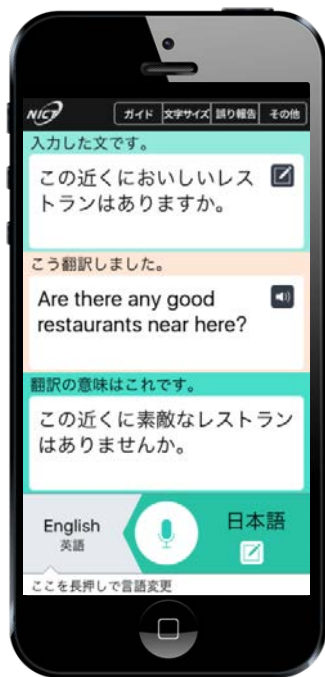 NICT
ガイド 文字サイズ 誤り報告 その他
入力した文です。
この近くにおいしいレス
トランはありますか。
こう翻訳しました。
Are there any good
restaurants near here?
翻訳の意味はこれです。
この近くに素敵なレストラン
はありませんか。
English
英語
日本語
ここを長押しで言語変更